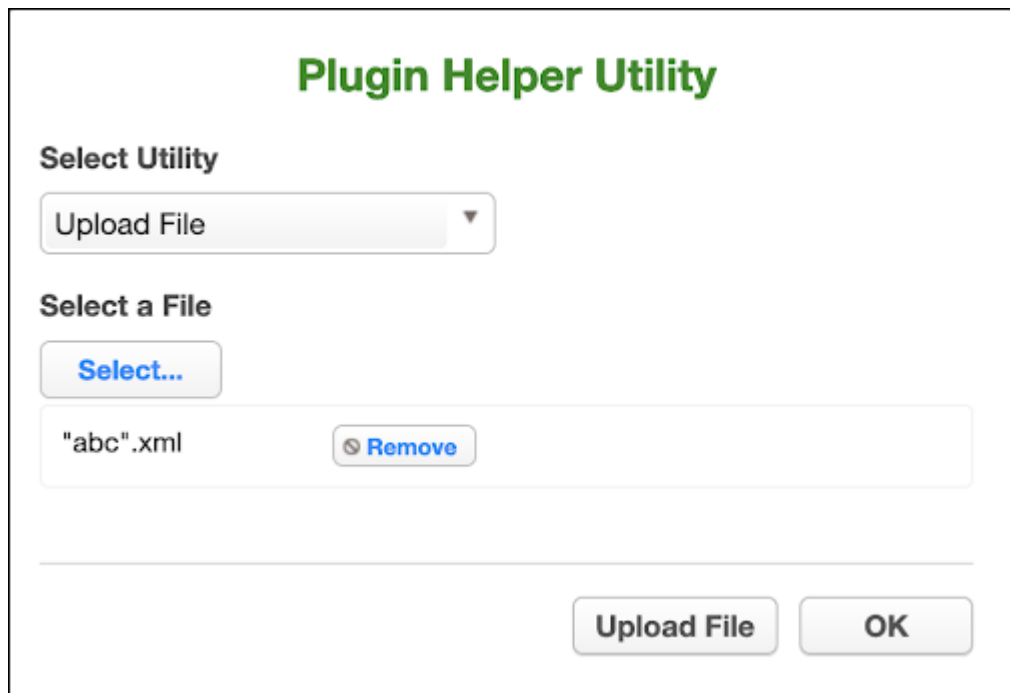 Plugin Helper Utility
Select Utility
Upload File
Select a File
Select...
"abc".xml Remove
Upload File OK